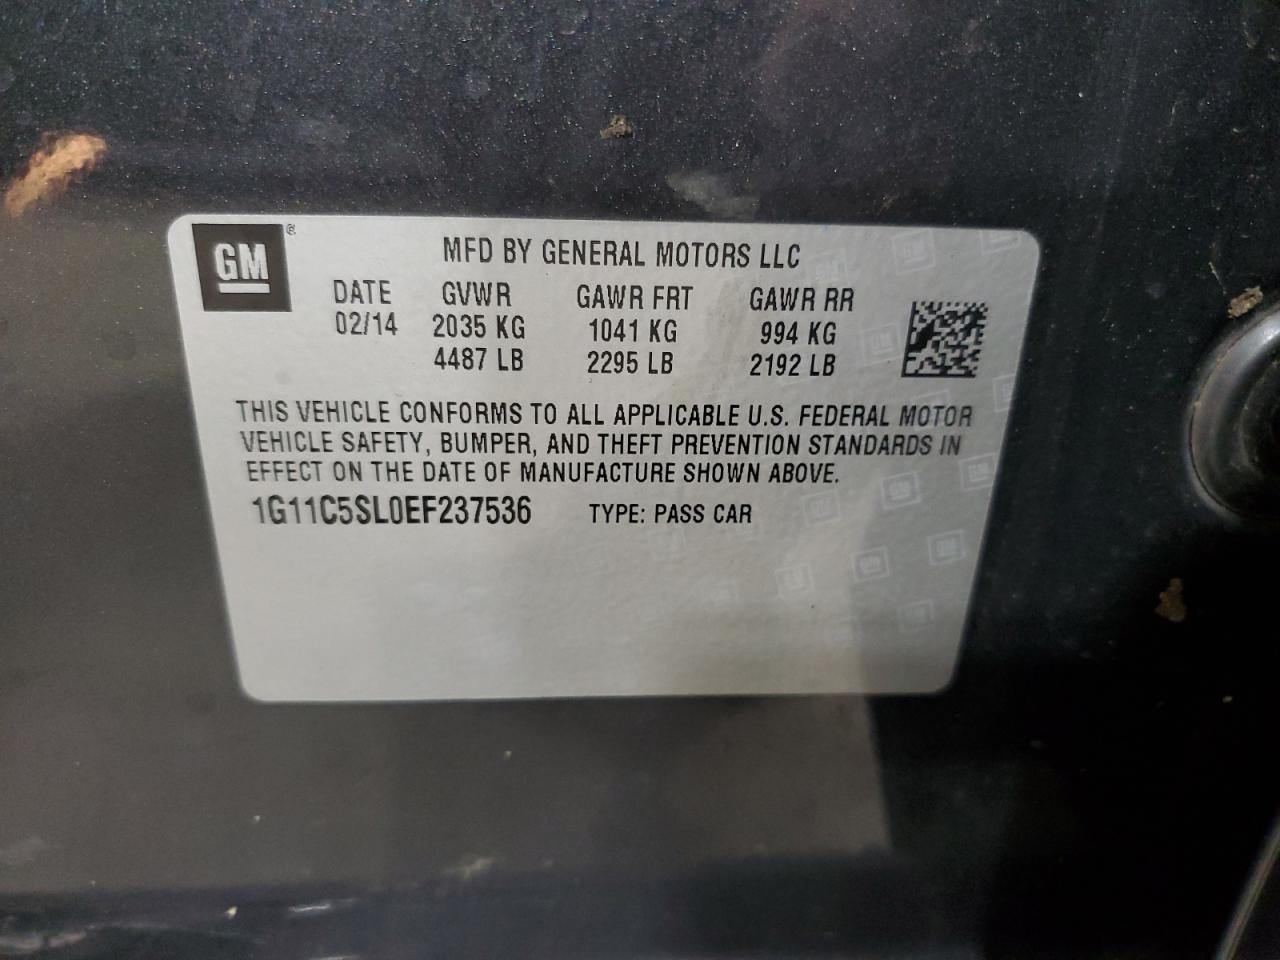 GM
MFD BY GENERAL MOTORS LLC
DATE GVWR GAWR FRT GAWR RR
02/14 2035 KG 1041 KG 994 KG
4487 LB 2295 LB 2192 LB
THIS VEHICLE CONFORMS TO ALL APPLICABLE U.S. FEDERAL MOTOR
VEHICLE SAFETY, BUMPER, AND THEFT PREVENTION STANDARDS IN
EFFECT ON THE DATE OF MANUFACTURE SHOWN ABOVE.
1G11C5SL0EF237536 TYPE: PASS CAR